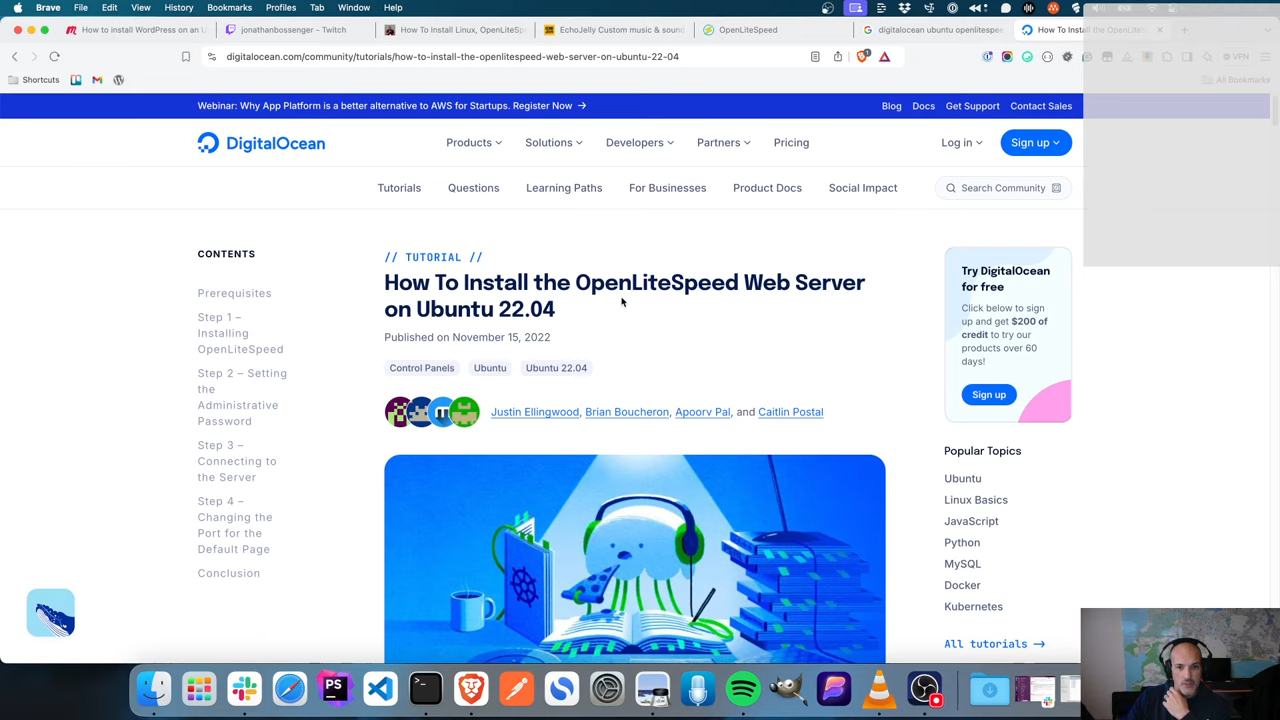 Brave File Edit View History Bookmarks Profiles Tab Window Help
How to install WordPress on an U
jonathanbossenger - Twitch
How To Install Linux, OpenLiteSp
EchoJelly Custom music & sound
OpenLiteSpeed
digitalocean ubuntu openlitespee
How To Install the OpenLiteS
digitalocean.com/community/tutorials/how-to-install-the-openlitespeed-web-server-on-ubuntu-22-04
VPN
Shortcuts
All Bookmarks
Webinar: Why App Platform is a better alternative to AWS for Startups. Register Now →
Blog Docs Get Support Contact Sales
DigitalOcean
Products Solutions Developers Partners Pricing
Log in
Sign up
Tutorials Questions Learning Paths For Businesses Product Docs Social Impact
Search Community
CONTENTS
Prerequisites
Step 1 –
Installing
OpenLiteSpeed
Step 2 – Setting
the
Administrative
Password
Step 3 –
Connecting to
the Server
Step 4 –
Changing the
Port for the
Default Page
Conclusion
// TUTORIAL //
How To Install the OpenLiteSpeed Web Server
on Ubuntu 22.04
Published on November 15, 2022
Control Panels Ubuntu Ubuntu 22.04
Justin Ellingwood, Brian Boucheron, Apoorv Pal, and Caitlin Postal
Try DigitalOcean
for free
Click below to sign
up and get $200 of
credit to try our
products over 60
days!
Sign up
Popular Topics
Ubuntu
Linux Basics
JavaScript
Python
MySQL
Docker
Kubernetes
All tutorials →
PS